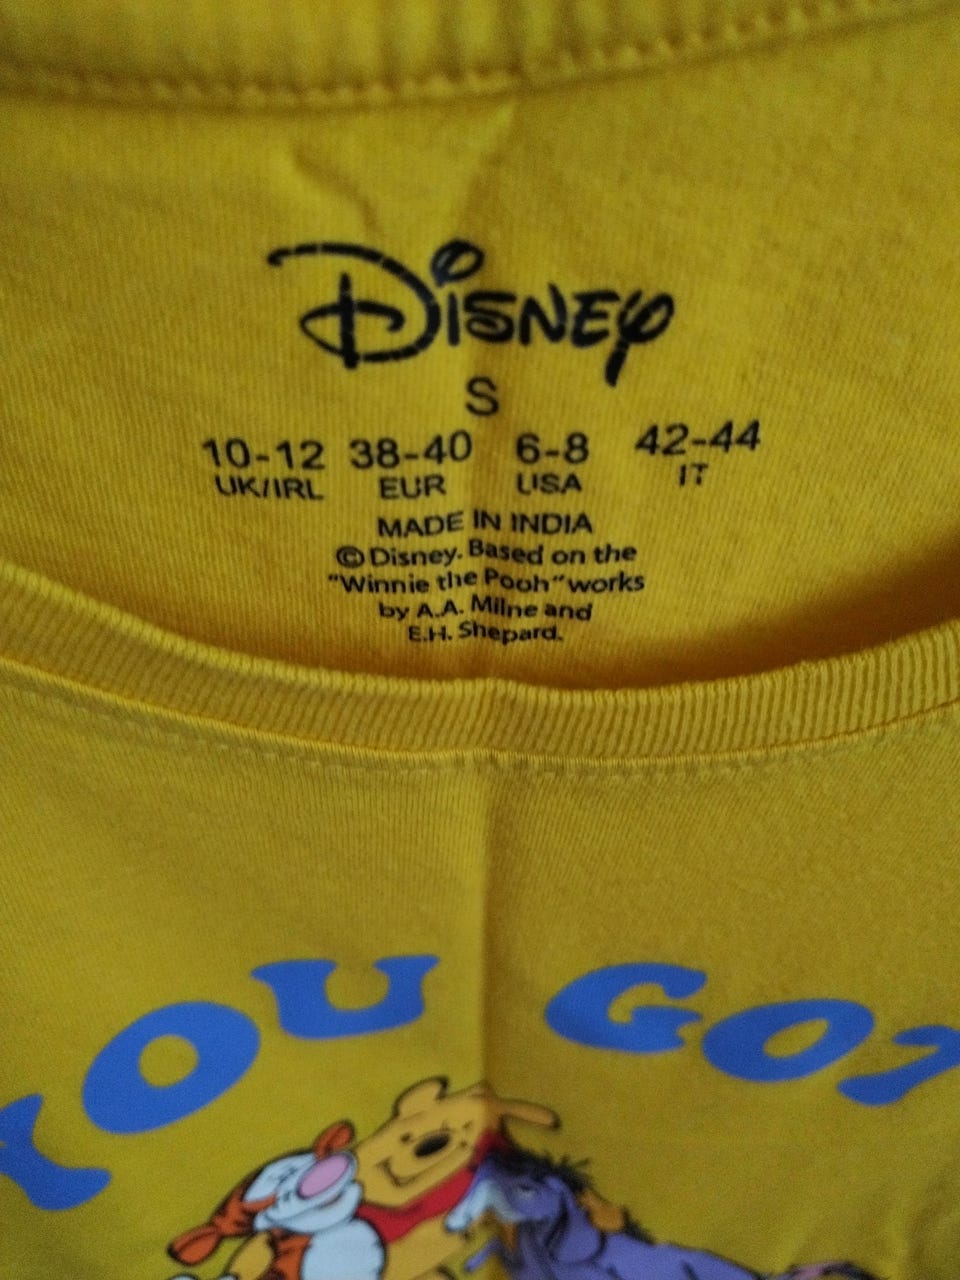 Disney
S
10-12 38-40 6-8 42-44
UK/IRL EUR USA IT
MADE IN INDIA
© Disney. Based on the
"Winnie the Pooh" works
by A.A. Milne and
E.H. Shepard.
YOU GOT